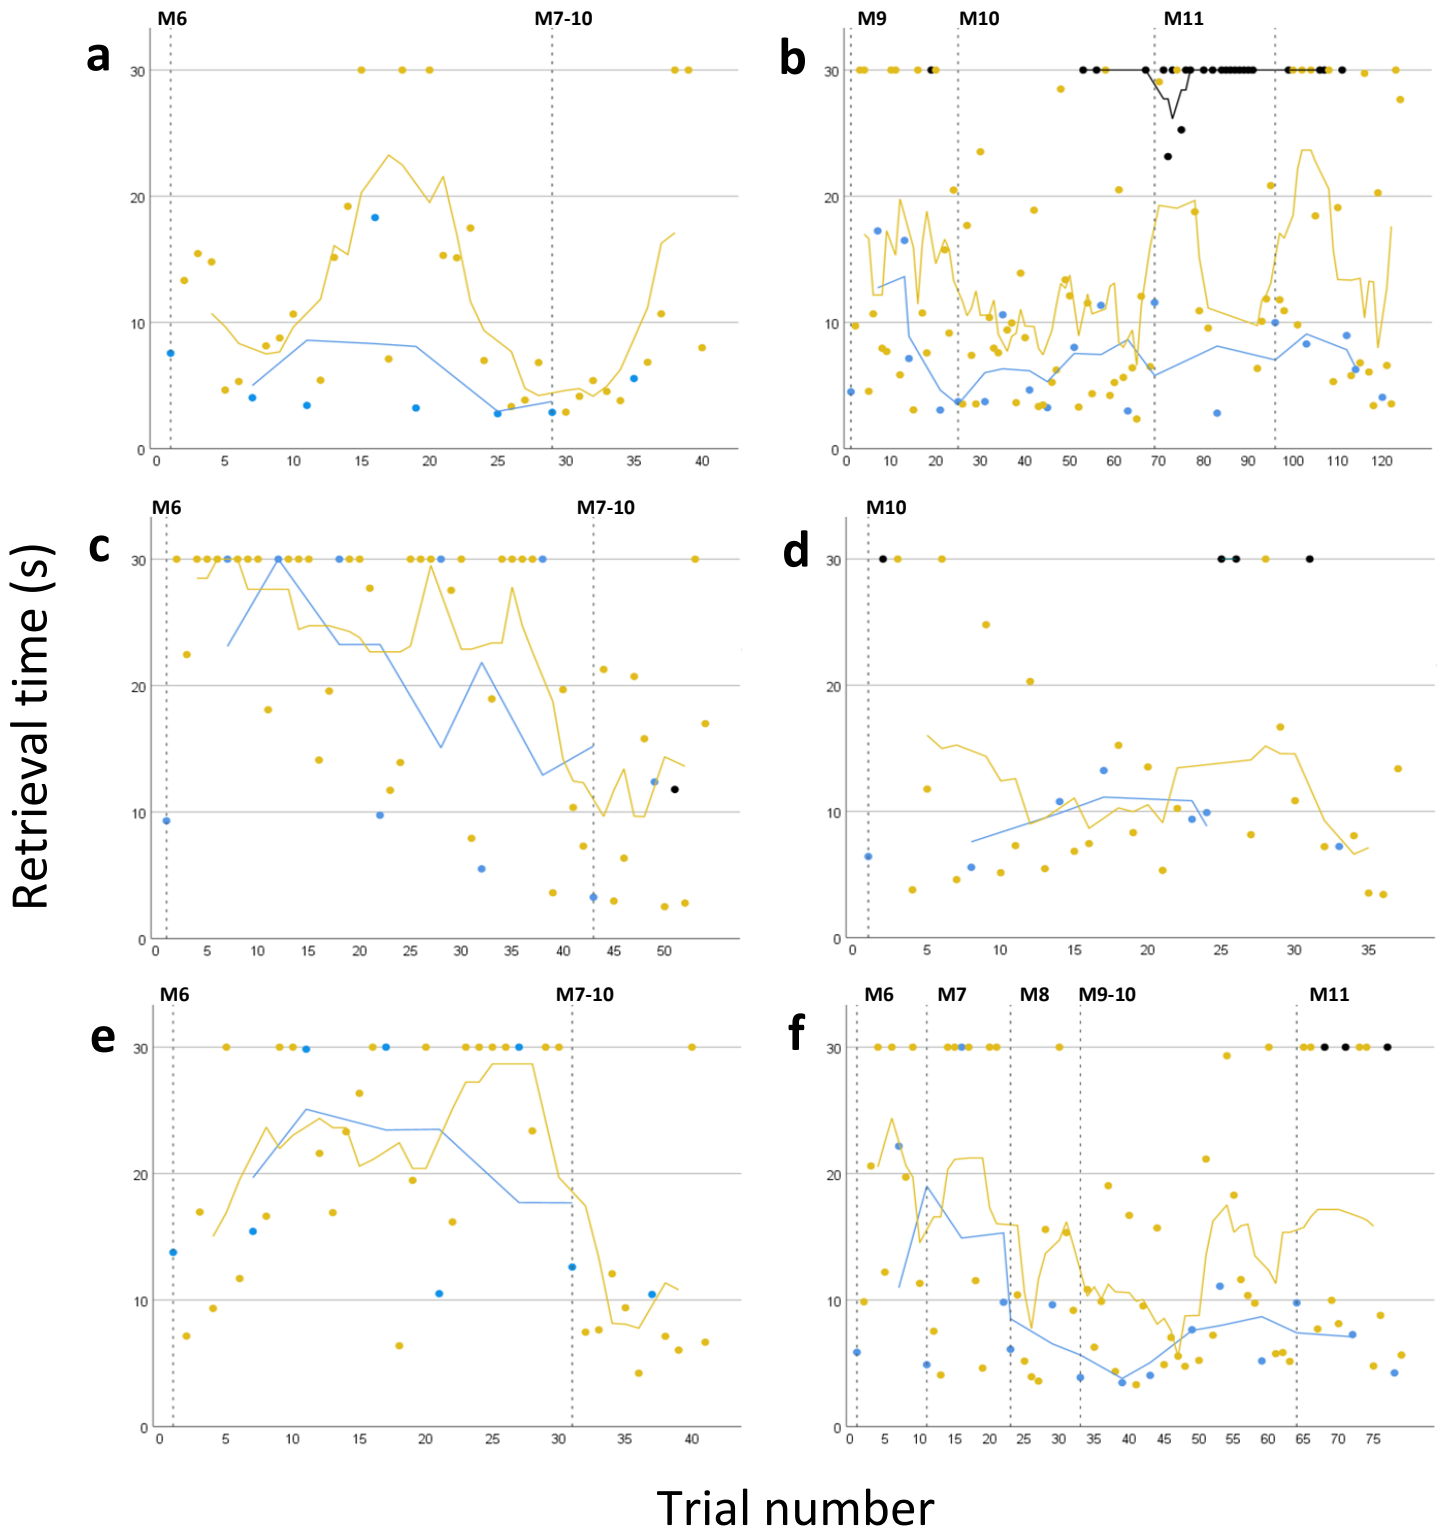 M6 M7-10 M9 M10 M11
a b
30 30
20 20
10 10
0 0
0 5 10 15 20 25 30 35 40 0 10 20 30 40 50 60 70 80 90 100 110 120
M6 M7-10 M10
c d
30 30
20 20
10 10
0 0
0 5 10 15 20 25 30 35 40 45 50 0 5 10 15 20 25 30 35
Retrieval time (s)
M6 M7-10 M6 M7 M8 M9-10 M11
e f
30 30
20 20
10 10
0 0
0 5 10 15 20 25 30 35 40 0 5 10 15 20 25 30 35 40 45 50 55 60 65 70 75
Trial number